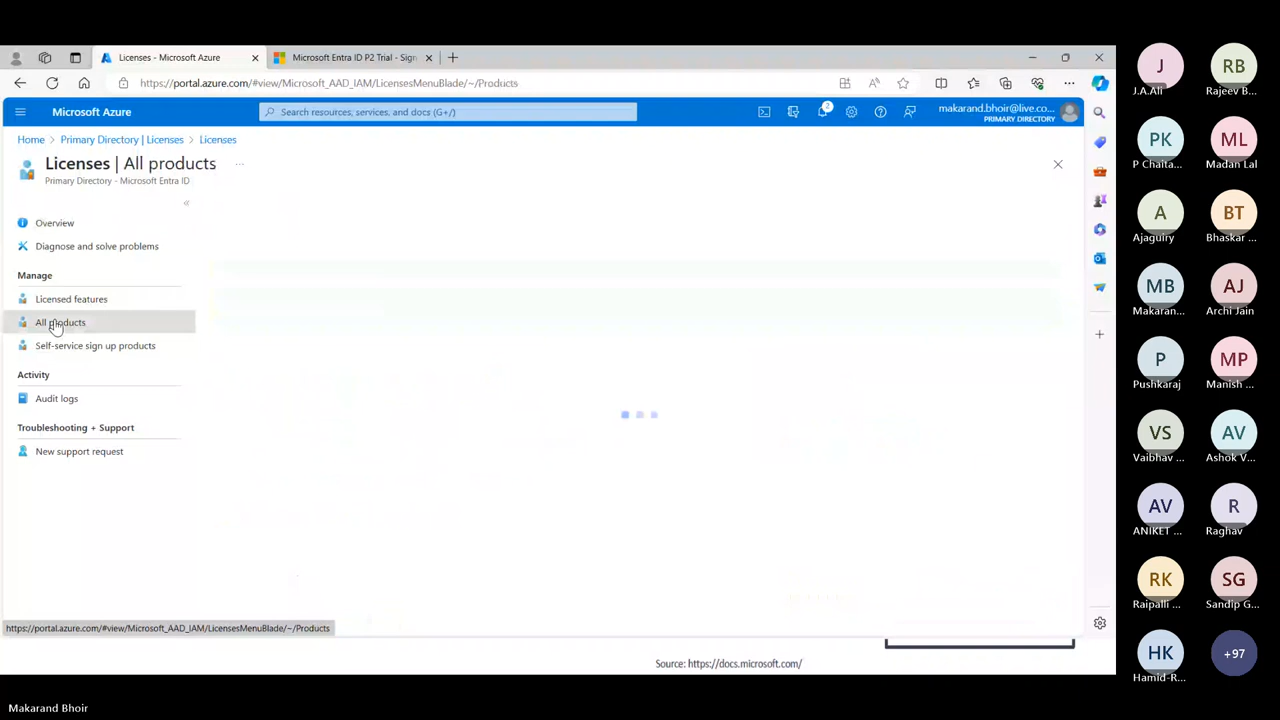 Licenses - Microsoft Azure
Microsoft Entra ID P2 Trial - Sign
https://portal.azure.com/#view/Microsoft_AAD_IAM/LicensesMenuBlade/~/Products
Microsoft Azure
Search resources, services, and docs (G+/)
2
makarand.bhoir@live.co...
PRIMARY DIRECTORY
Home > Primary Directory | Licenses > Licenses
Licenses | All products ...
Primary Directory - Microsoft Entra ID
Overview
Diagnose and solve problems
Manage
Licensed features
All products
Self-service sign up products
Activity
Audit logs
Troubleshooting + Support
New support request
https://portal.azure.com/#view/Microsoft_AAD_IAM/LicensesMenuBlade/~/Products
Source: https://docs.microsoft.com/
Makarand Bhoir
J
J.A.Ali
RB
Rajeev B...
PK
P Chaita...
ML
Madan Lal
A
Ajaguiry
BT
Bhaskar ...
MB
Makaran...
AJ
Archi Jain
P
Pushkaraj
MP
Manish ...
VS
Vaibhav ...
AV
Ashok V...
AV
ANIKET ...
R
Raghav
RK
Raipalli ...
SG
Sandip G...
HK
Hamid-R...
+97